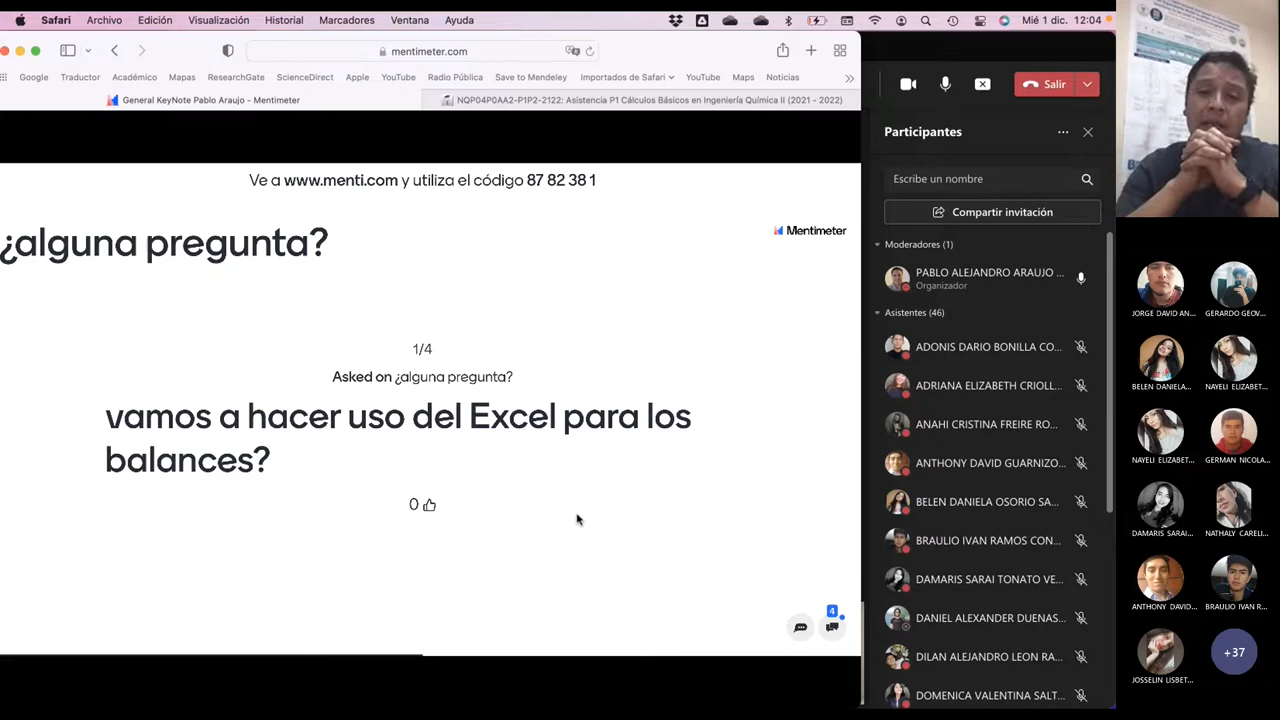 Safari Archivo Edición Visualización Historial Marcadores Ventana Ayuda
Mié 1 dic. 12:04
mentimeter.com
Google Traductor Académico Mapas ResearchGate ScienceDirect Apple YouTube Radio Pública Save to Mendeley Importados de Safari YouTube Maps Noticias
General KeyNote Pablo Araujo - Mentimeter
NQP04P0AA2-P1P2-2122: Asistencia P1 Cálculos Básicos en Ingeniería Química II (2021 - 2022)
Ve a www.menti.com y utiliza el código 87 82 38 1
¿alguna pregunta?
Mentimeter
1/4
Asked on ¿alguna pregunta?
vamos a hacer uso del Excel para los
balances?
0
4
Salir
Participantes
Escribe un nombre
Compartir invitación
Moderadores (1)
PABLO ALEJANDRO ARAUJO ...
Organizador
Asistentes (46)
ADONIS DARIO BONILLA CO...
ADRIANA ELIZABETH CRIOLL...
ANAHI CRISTINA FREIRE RO...
ANTHONY DAVID GUARNIZO...
BELEN DANIELA OSORIO SA...
BRAULIO IVAN RAMOS CON...
DAMARIS SARAI TONATO VE...
DANIEL ALEXANDER DUENAS...
DILAN ALEJANDRO LEON RA...
DOMENICA VALENTINA SALT...
JORGE DAVID AN...
GERARDO GEOV...
BELEN DANIELA...
NAYELI ELIZABET...
NAYELI ELIZABET...
GERMAN NICOLA...
DAMARIS SARAI...
NATHALY CARELI...
ANTHONY DAVID...
BRAULIO IVAN R...
JOSSELIN LISBET...
+37